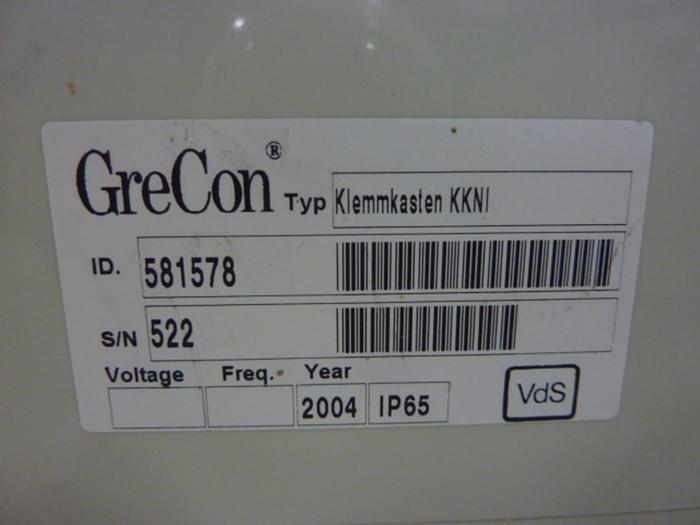 GreCon® Typ Klemmkasten KKNI
ID. 581578
S/N 522
Voltage Freq. Year
2004 IP65 VdS